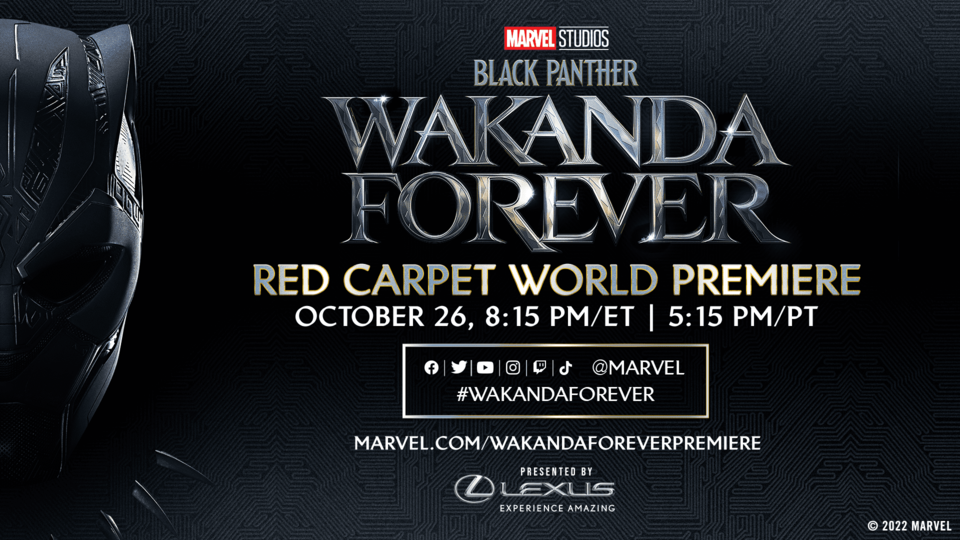 MARVEL STUDIOS
BLACK PANTHER
WAKANDA
FOREVER
RED CARPET WORLD PREMIERE
OCTOBER 26, 8:15 PM/ET | 5:15 PM/PT
@MARVEL
#WAKANDAFOREVER
MARVEL.COM/WAKANDAFOREVERPREMIERE
PRESENTED BY
LEXUS
EXPERIENCE AMAZING
© 2022 MARVEL